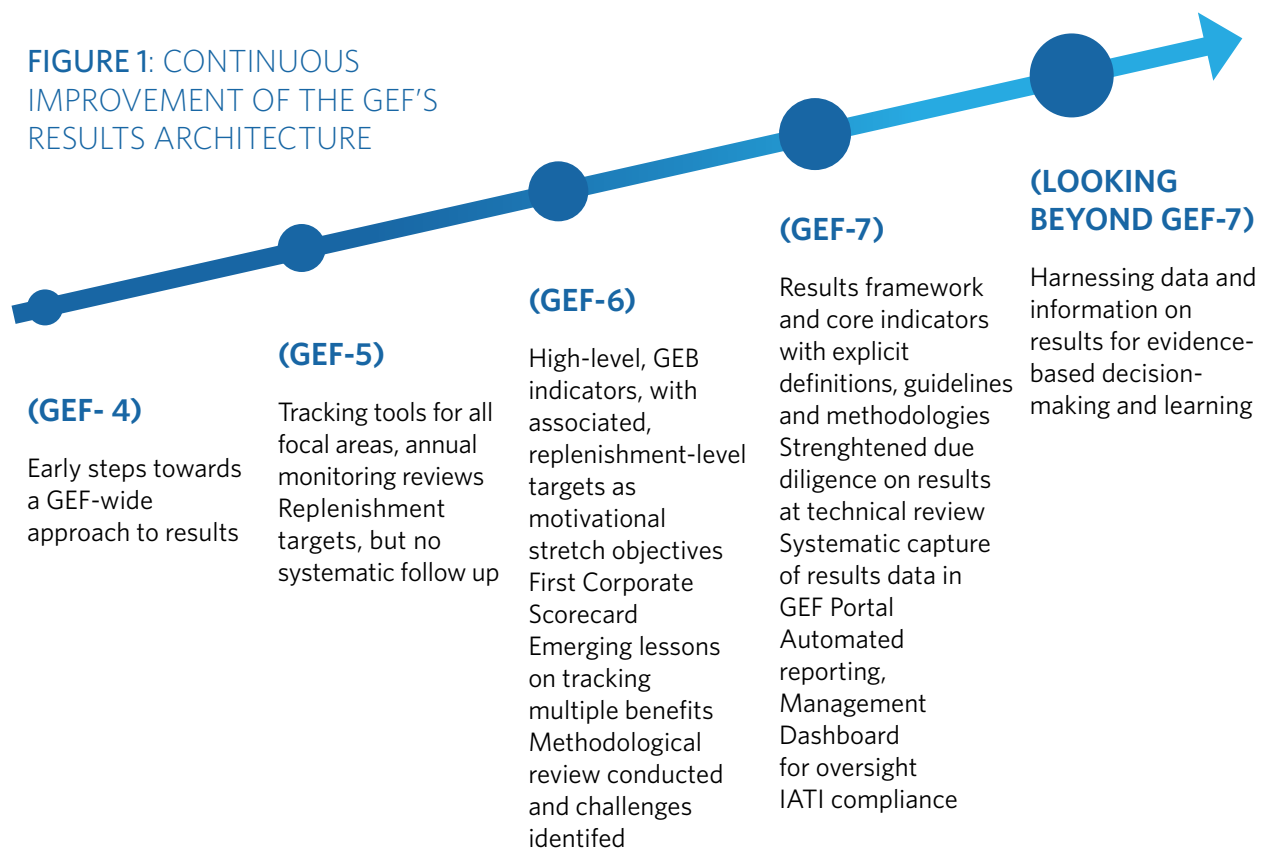 FIGURE 1: CONTINUOUS
IMPROVEMENT OF THE GEF'S
RESULTS ARCHITECTURE
(GEF- 4)
Early steps towards
a GEF-wide
approach to results
(GEF-5)
Tracking tools for all
focal areas, annual
monitoring reviews
Replenishment
targets, but no
systematic follow up
(GEF-6)
High-level, GEB
indicators, with
associated,
replenishment-level
targets as
motivational
stretch objectives
First Corporate
Scorecard
Emerging lessons
on tracking
multiple benefits
Methodological
review conducted
and challenges
identifed
(GEF-7)
Results framework
and core indicators
with explicit
definitions, guidelines
and methodologies
Strenghtened due
diligence on results
at technical review
Systematic capture
of results data in
GEF Portal
Automated
reporting,
Management
Dashboard
for oversight
IATI compliance
(LOOKING
BEYOND GEF-7)
Harnessing data and
information on
results for evidence-
based decision-
making and learning